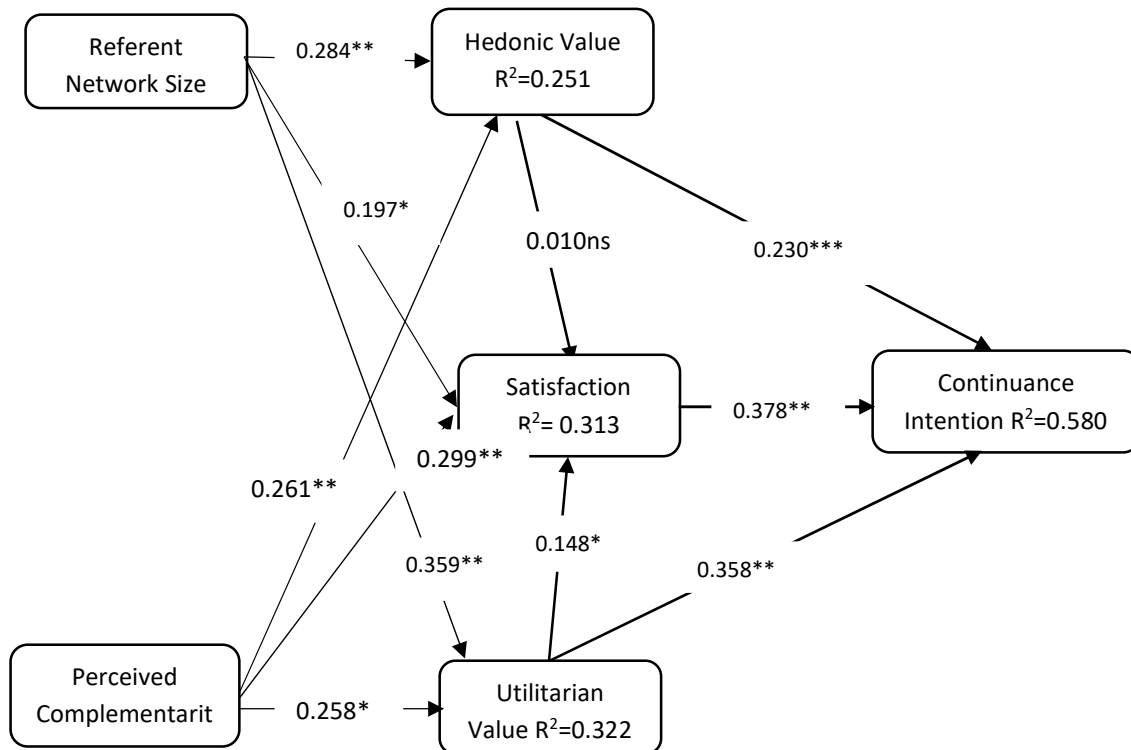 Referent
Network Size
0.284**
Hedonic Value
R²=0.251
0.197*
0.010ns
0.230***
Satisfaction
R²= 0.313
0.378**
Continuance
Intention R²=0.580
0.299**
0.261**
0.359**
0.148*
0.358**
Perceived
Complementarit
0.258*
Utilitarian
Value R²=0.322